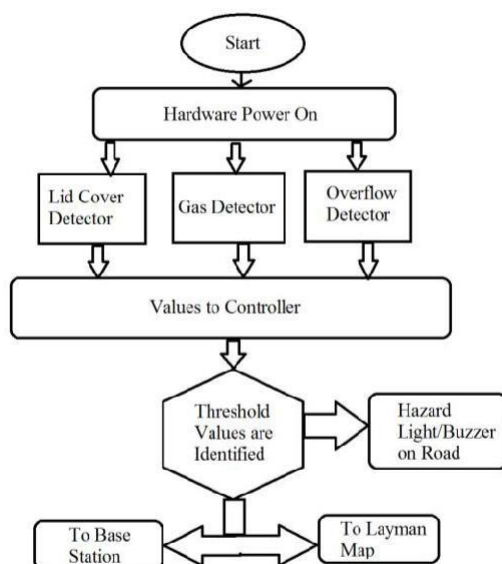 Start
Hardware Power On
Lid Cover
Detector
Gas Detector
Overflow
Detector
Values to Controller
Threshold
Values are
Identified
Hazard
Light/Buzzer
on Road
To Base
Station
To Layman
Map